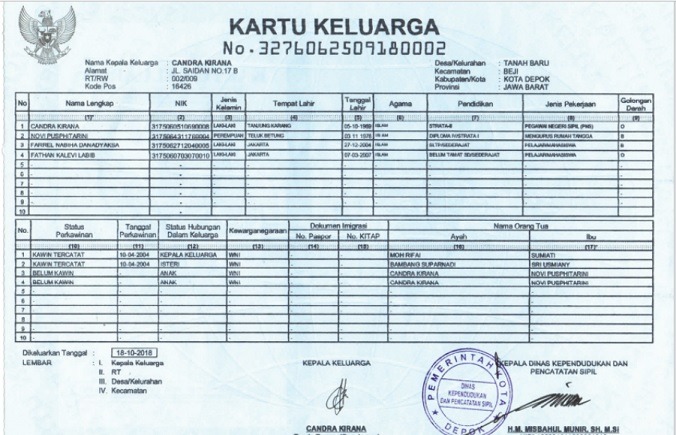 KARTU KELUARGA
No. 3276062509180002
Nama Kepala Keluarga : CANDRA KIRANA
Alamat : JL. SAIDAN NO.17 B
RT/RW : 002/009
Kode Pos : 16426
Desa/Kelurahan : TANAH BARU
Kecamatan : BEJI
Kabupaten/Kota : KOTA DEPOK
Provinsi : JAWA BARAT
No Nama Lengkap NIK Jenis Kelamin Tempat Lahir Tanggal Lahir Agama Pendidikan Jenis Pekerjaan Golongan Darah
(1) (2) (3) (4) (5) (6) (7) (8) (9)
1 CANDRA KIRANA LAKI-LAKI TANJUNG KARANG 05-10-1969 ISLAM STRATA-II PEGAWAI NEGERI SIPIL (PNS) O
2 NOVI PUSPHITARINI PEREMPUAN TELUK BETUNG 03 11 1978 ISLAM DIPLOMA IV/STRATA I MENGURUS RUMAH TANGGA B
3 FARREL NABHA DANADYAKSA LAKI-LAKI JAKARTA 27-12-2004 ISLAM SLTP/SEDERAJAT PELAJAR/MAHASISWA B
4 FATHAN KALEVI LABIB LAKI-LAKI JAKARTA 07-03-2007 ISLAM BELUM TAMAT SD/SEDERAJAT PELAJAR/MAHASISWA O
5
6
7
8
9
10
No. Status Perkawinan Tanggal Perkawinan Status Hubungan Dalam Keluarga Kewarganegaraan Dokumen Imigrasi Nama Orang Tua
No. Paspor No. KITAP Ayah Ibu
(10) (11) (12) (13) (14) (15) (16) (17)
1 KAWIN TERCATAT 10-04-2004 KEPALA KELUARGA WNI MOH RIFAI SUMIATI
2 KAWIN TERCATAT 10-04-2004 ISTERI WNI BAMBANG SUPARNADI SRI USMIANY
3 BELUM KAWIN ANAK WNI CANDRA KIRANA NOVI PUSPHITARINI
4 BELUM KAWIN ANAK WNI CANDRA KIRANA NOVI PUSPHITARINI
5
6
7
8
9
10
Dikeluarkan Tanggal : 18-10-2018
LEMBAR : I. Kepala Keluarga
II. RT
III. Desa/Kelurahan
IV. Kecamatan
KEPALA KELUARGA
CANDRA KIRANA
PEMERINTAH KOTA DEPOK
DINAS
KEPENDUDUKAN
DAN PENCATATAN SIPIL
KEPALA DINAS KEPENDUDUKAN DAN
PENCATATAN SIPIL
H.M. MISBAHUL MUNIR, SH, M.Si